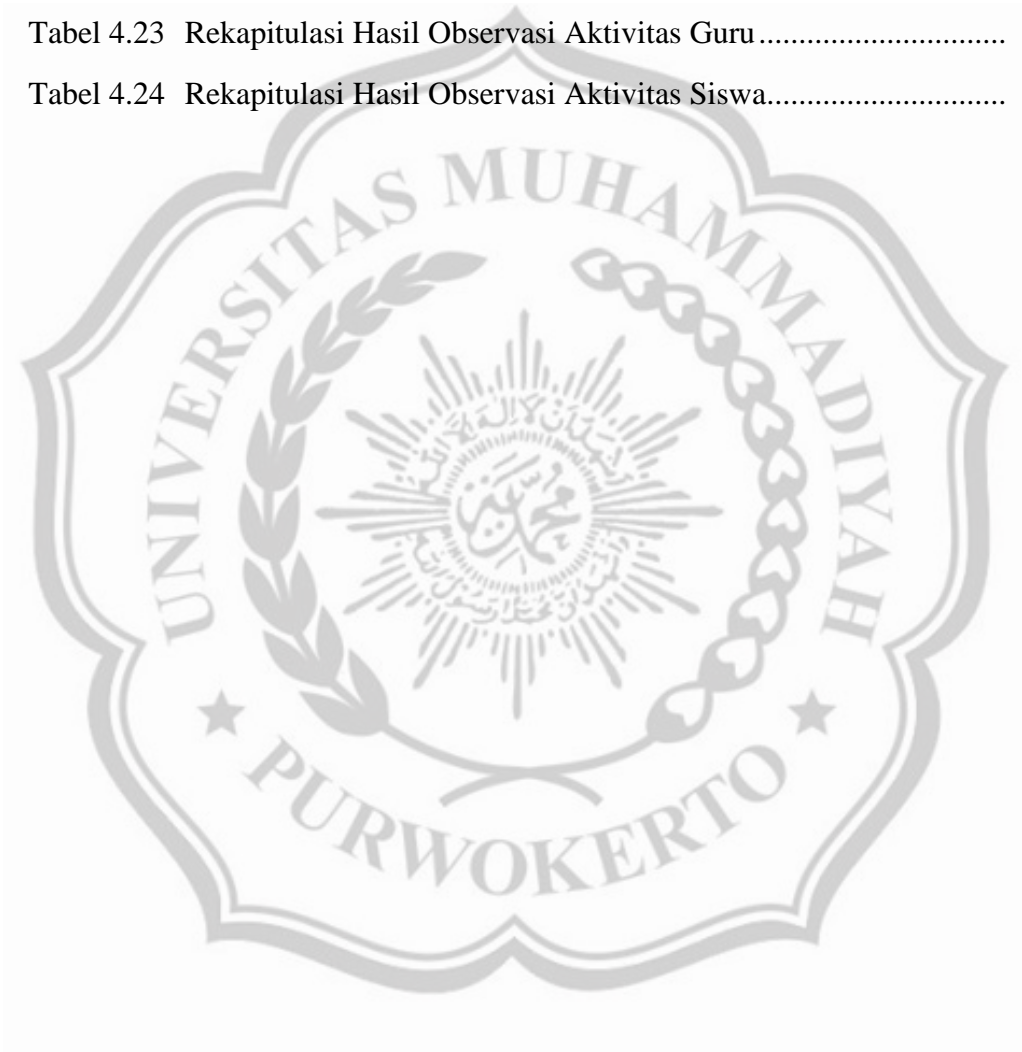 Tabel 4.23 Rekapitulasi Hasil Observasi Aktivitas Guru...............................
Tabel 4.24 Rekapitulasi Hasil Observasi Aktivitas Siswa..............................
UNIVERSITAS MUHAMMADIYAH
PURWOKERTO